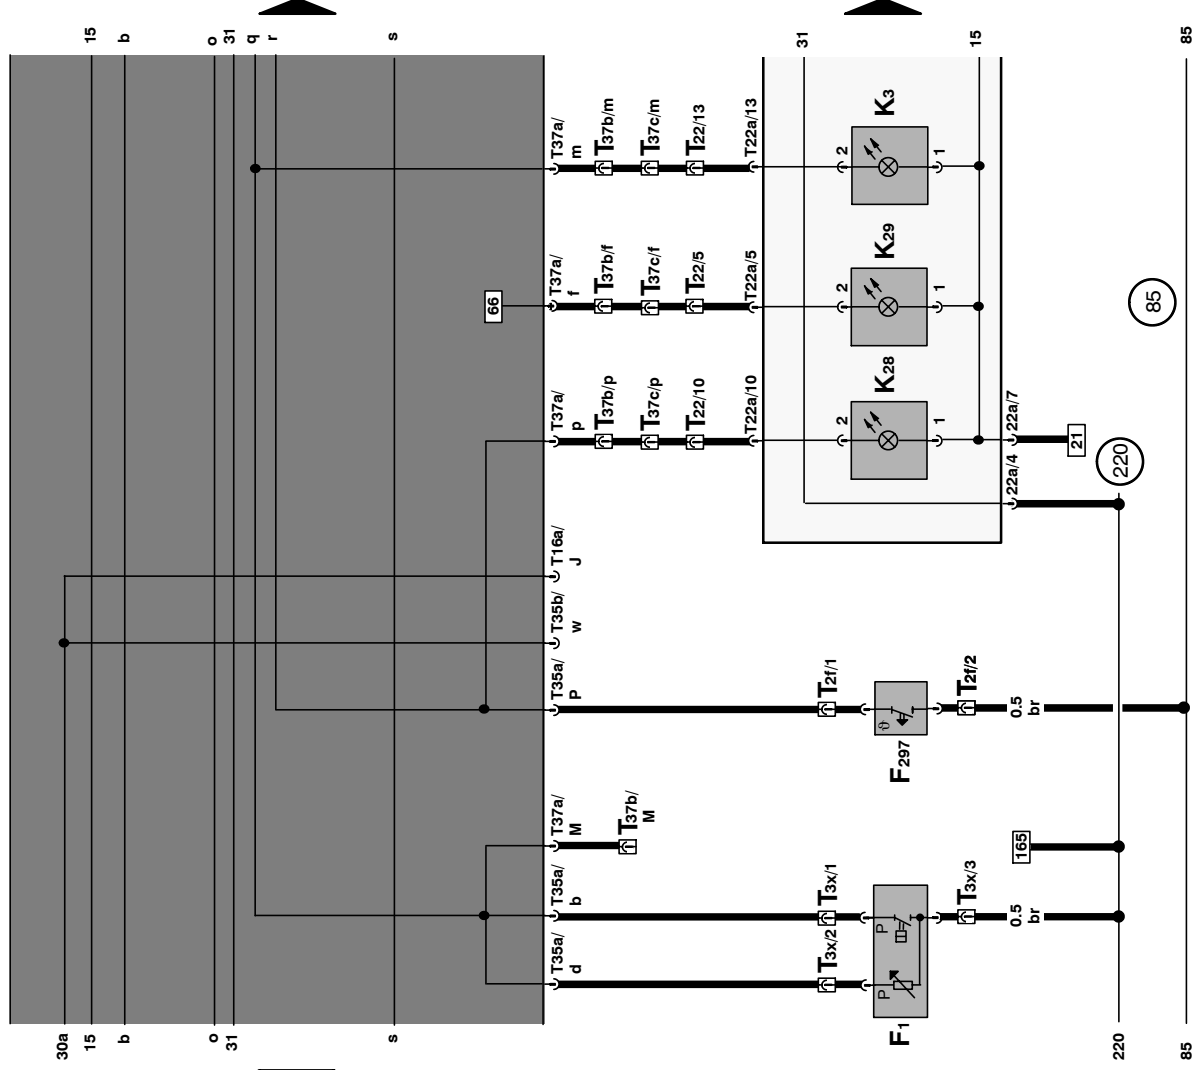 15
b
o
31
q
r
s
31
15
85
T37a/
m
T37b/m
T37c/m
T22/13
T22a/13
2
1
K3
66
T37a/
f
T37b/f
T37c/f
T22/5
T22a/5
2
1
K29
85
T37a/
p
T37b/p
T37c/p
T22/10
T22a/10
2
1
K28
22a/7
21
22a/4
220
T16a/
J
T35b/
w
T35a/
P
T2f/1
ϑ
F297
T2f/2
0.5
br
T37a/
M
T37b/
M
165
T35a/
b
T3x/1
P
T3x/3
0.5
br
T35a/
d
T3x/2
P
F1
30a
15
b
o
31
s
220
85